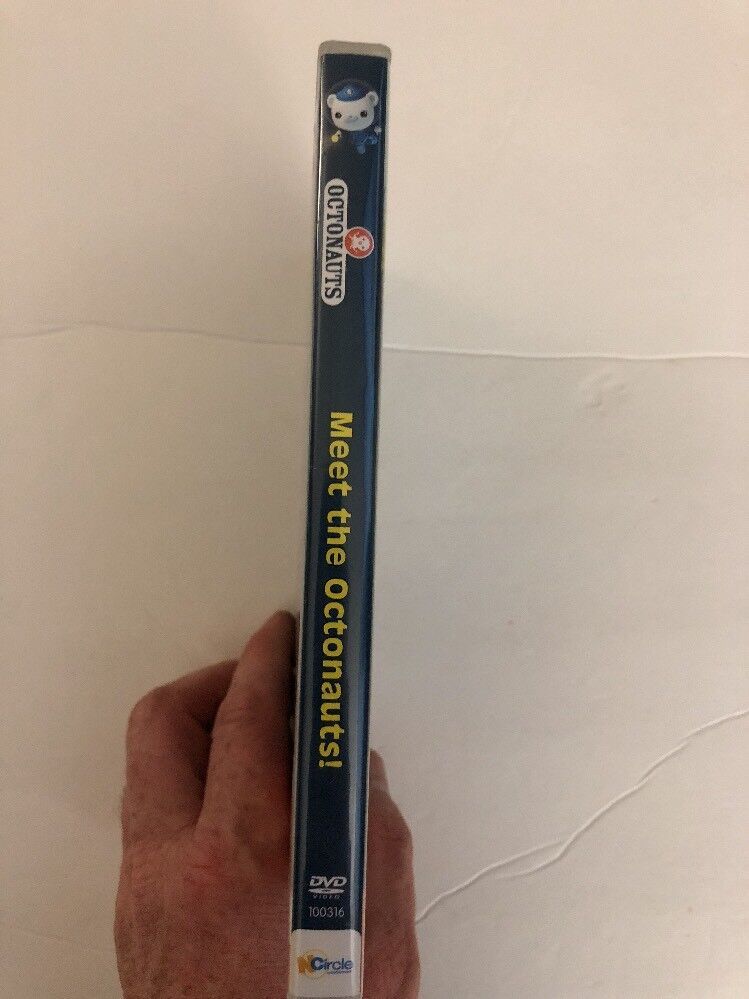 OCTONAUTS
Meet the Octonauts!
DVD
VIDEO
100316
NCircle